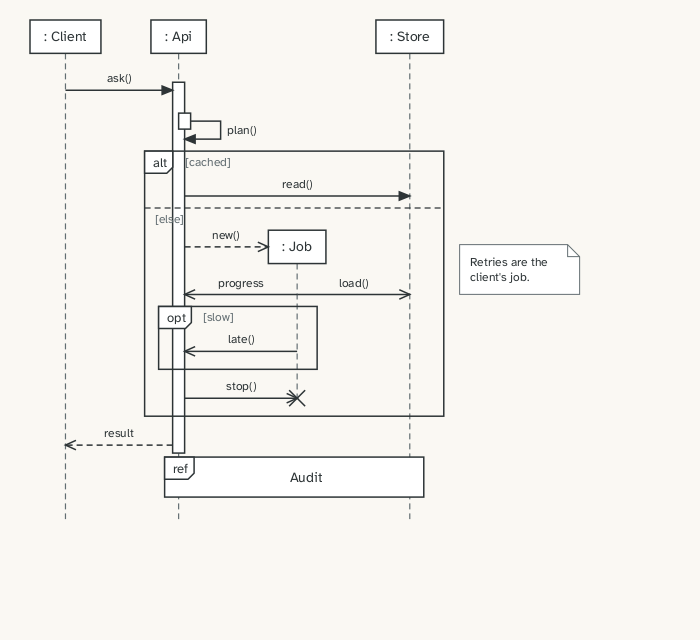 : Client
: Api
: Store
ask()
plan()
alt
[cached]
read()
[else]
new()
: Job
Retries are the
client's job.
progress
load()
opt
[slow]
late()
stop()
result
ref
Audit